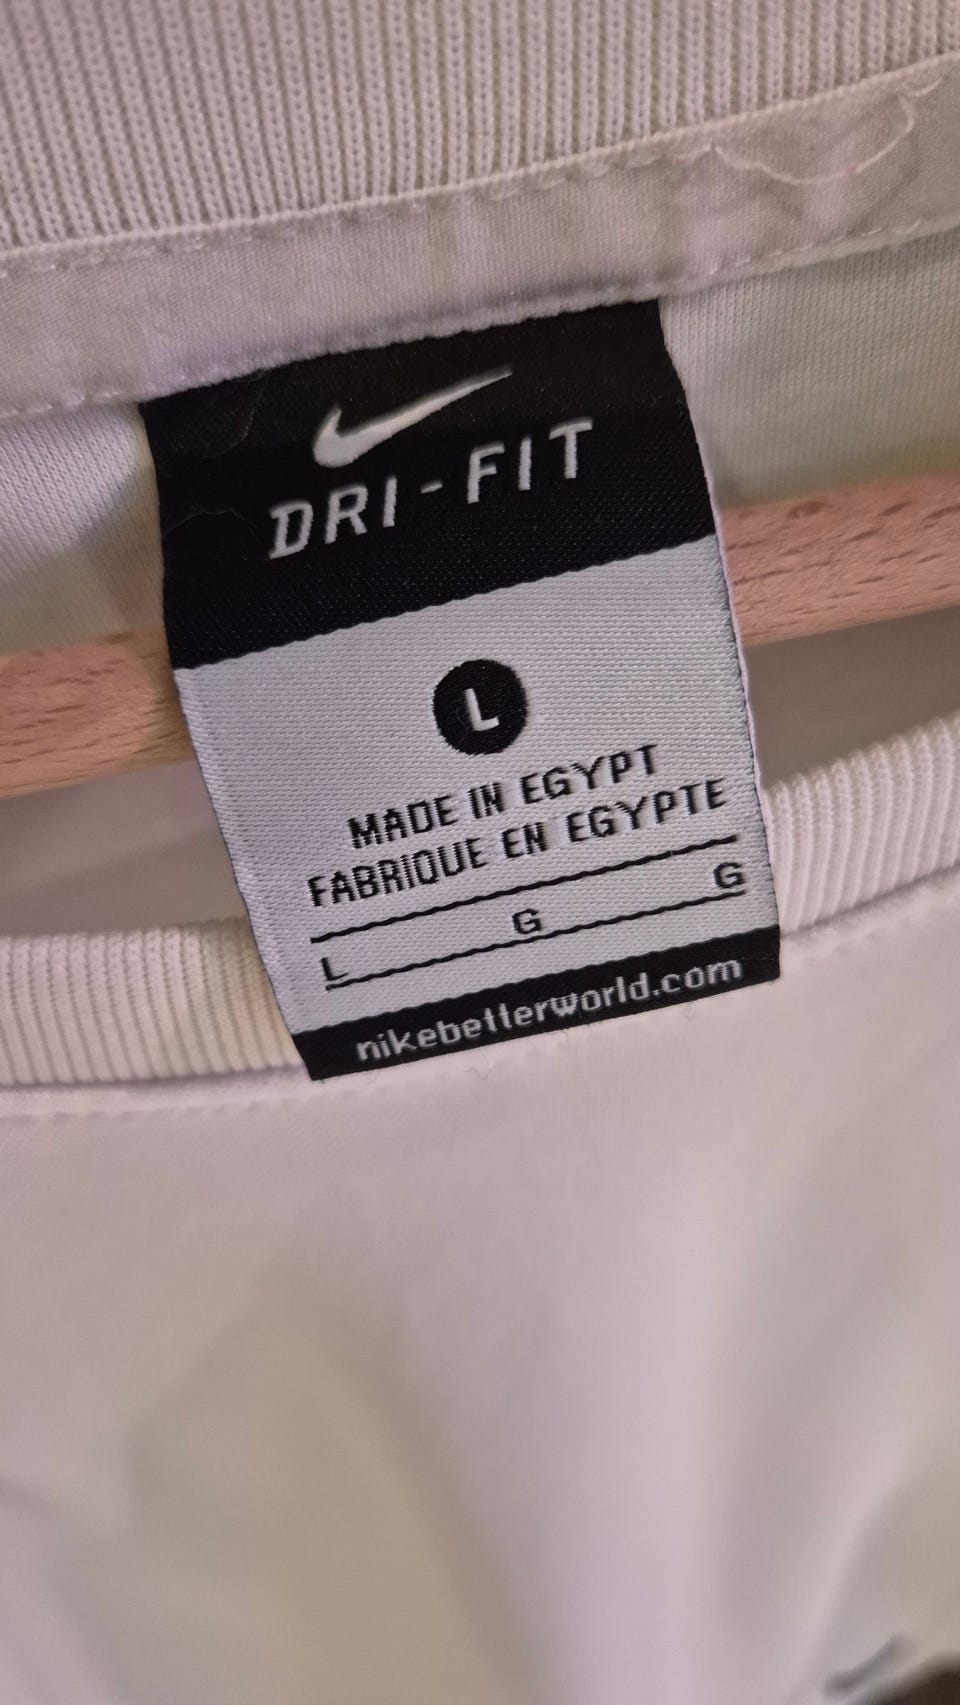 DRI-FIT
L
MADE IN EGYPT
FABRIQUE EN EGYPTE
L G G
nikebetterworld.com